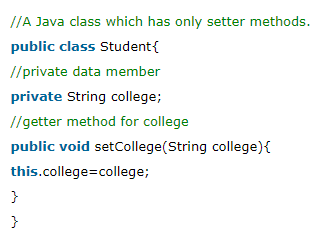 //A Java class which has only setter methods.
public class Student{
//private data member
private String college;
//getter method for college
public void setCollege(String college){
this.college=college;
}
}